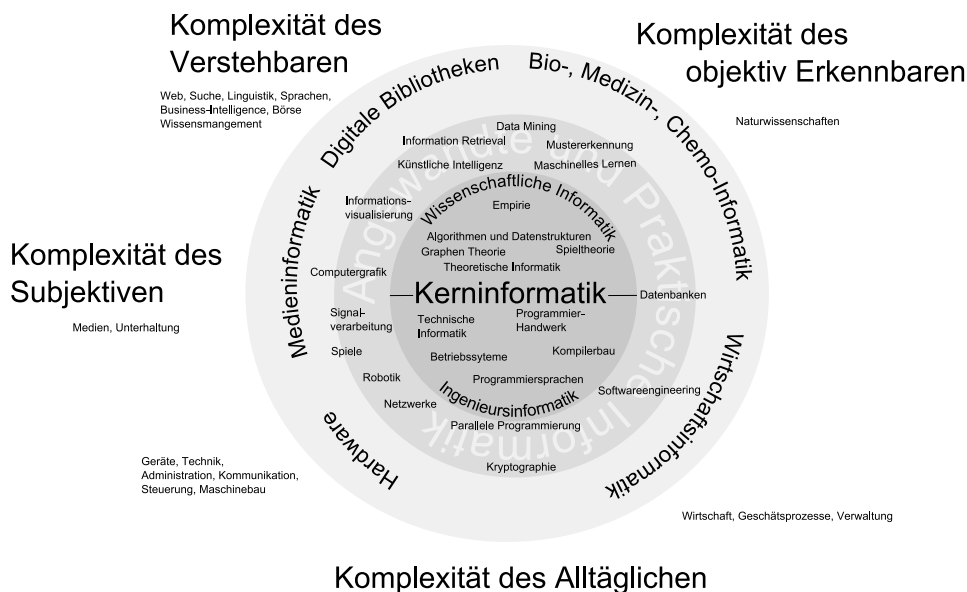 Komplexität des
Verstehbaren
Web, Suche, Linguistik, Sprachen,
Business-Intelligence, Börse
Wissensmangement
Komplexität des
objektiv Erkennbaren
Naturwissenschaften
Digitale Bibliotheken
Bio-, Medizin-, Chemo-Informatik
Data Mining
Information Retrieval
Mustererkennung
Künstliche Intelligenz
Maschinelles Lernen
Angswandte und Praktische Informatik
Wissenschaftliche Informatik
Informations-
visualisierung
Empirie
Algorithmen und Datenstrukturen
Graphen Theorie
Spieltheorie
Theoretische Informatik
Komplexität des
Subjektiven
Medien, Unterhaltung
Medieninformatik
Computergrafik
Kerninformatik
Datenbanken
Signal-
verarbeitung
Technische
Informatik
Programmier-
Handwerk
Spiele
Betriebssyteme
Kompilerbau
Robotik
Programmiersprachen
Softwareengineering
Netzwerke
Ingenieursinformatik
Parallele Programmierung
Kryptographie
Hardware
Wirtschaftsinformatik
Geräte, Technik,
Administration, Kommunikation,
Steuerung, Maschinebau
Wirtschaft, Geschätsprozesse, Verwaltung
Komplexität des Alltäglichen